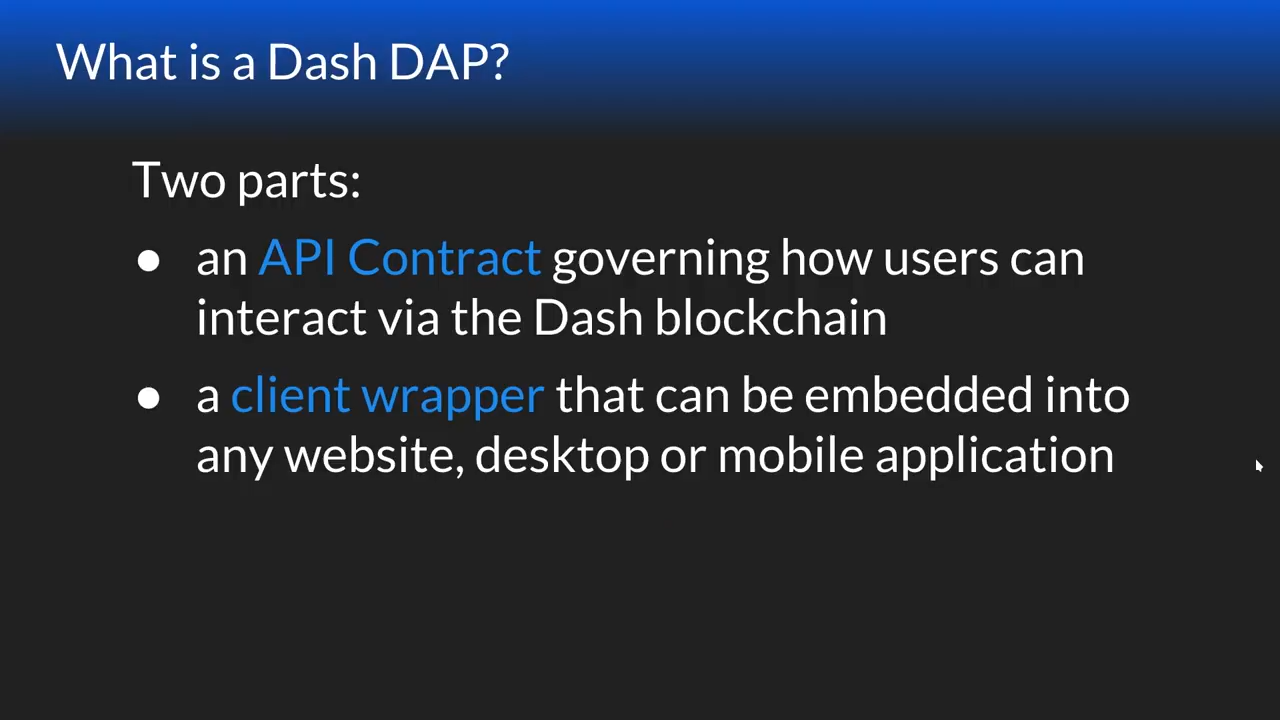 What is a Dash DAP?
Two parts:
● an API Contract governing how users can
interact via the Dash blockchain
● a client wrapper that can be embedded into
any website, desktop or mobile application